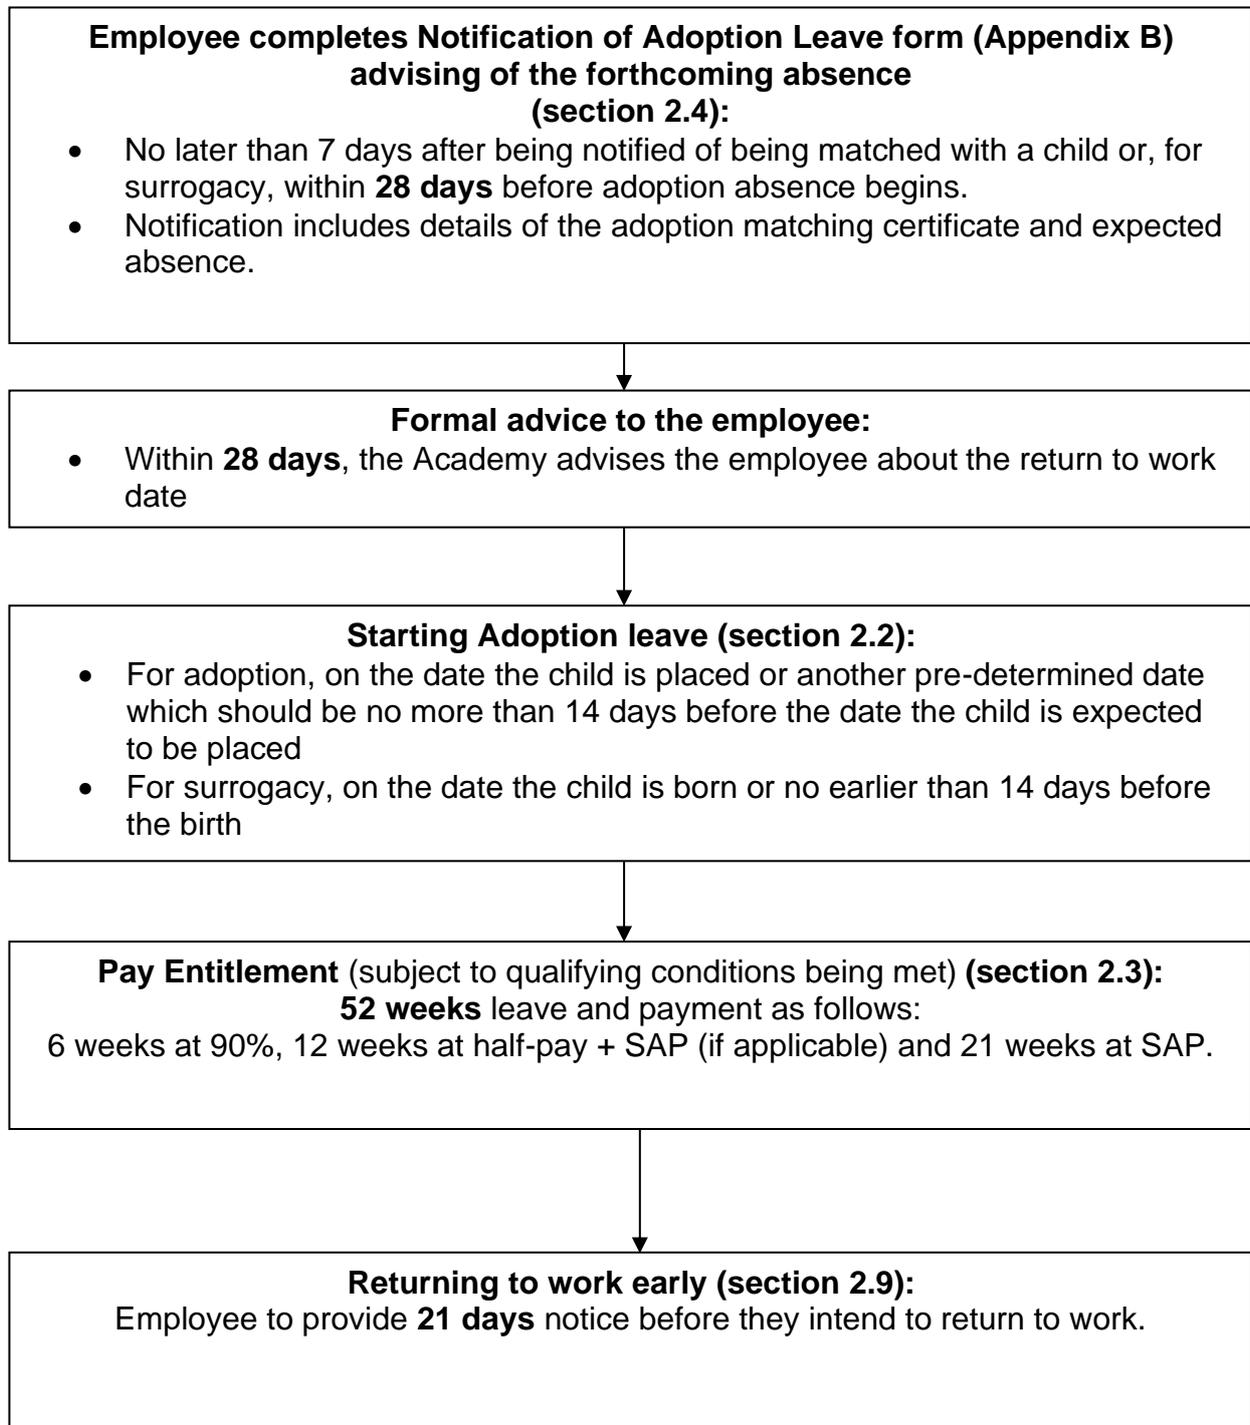 Employee completes Notification of Adoption Leave form (Appendix B)
advising of the forthcoming absence
(section 2.4):
• No later than 7 days after being notified of being matched with a child or, for
surrogacy, within 28 days before adoption absence begins.
• Notification includes details of the adoption matching certificate and expected
absence.
Formal advice to the employee:
• Within 28 days, the Academy advises the employee about the return to work
date
Starting Adoption leave (section 2.2):
• For adoption, on the date the child is placed or another pre-determined date
which should be no more than 14 days before the date the child is expected
to be placed
• For surrogacy, on the date the child is born or no earlier than 14 days before
the birth
Pay Entitlement (subject to qualifying conditions being met) (section 2.3):
52 weeks leave and payment as follows:
6 weeks at 90%, 12 weeks at half-pay + SAP (if applicable) and 21 weeks at SAP.
Returning to work early (section 2.9):
Employee to provide 21 days notice before they intend to return to work.